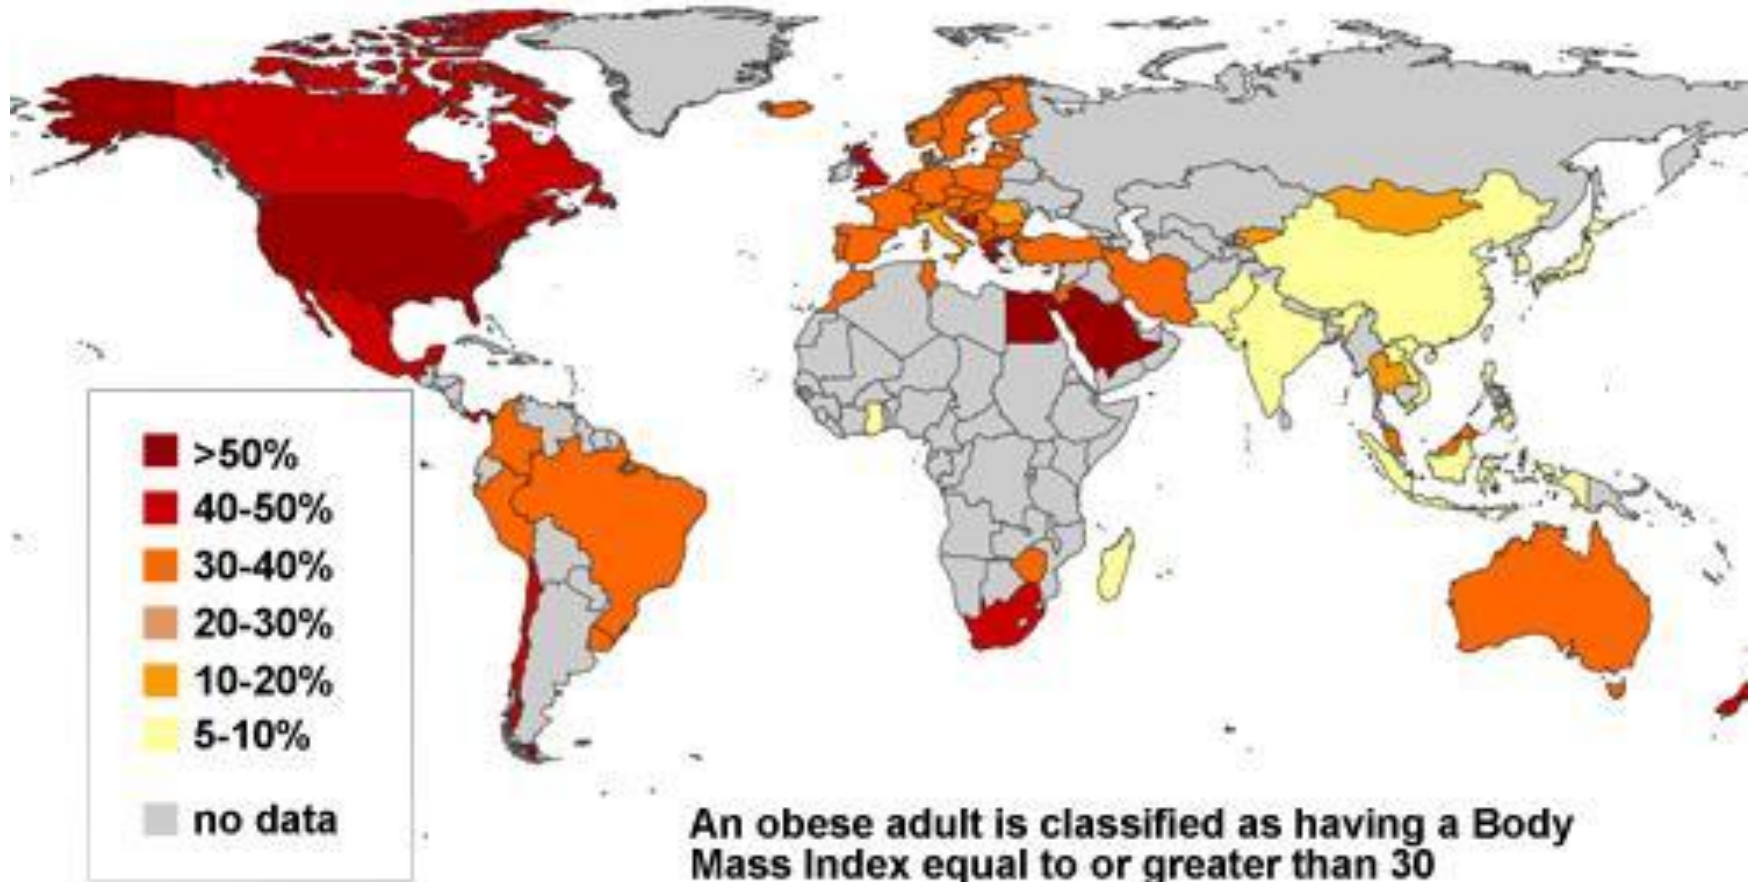 >50%
40-50%
30-40%
20-30%
10-20%
5-10%
no data
An obese adult is classified as having a Body
Mass Index equal to or greater than 30